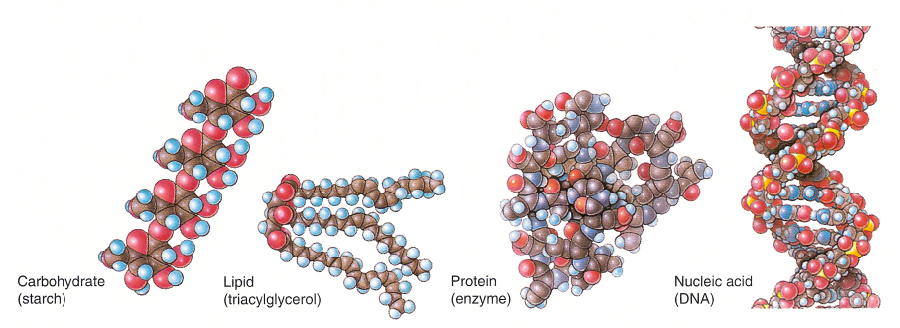 Carbohydrate
(starch)
Lipid
(triacylglycerol)
Protein
(enzyme)
Nucleic acid
(DNA)